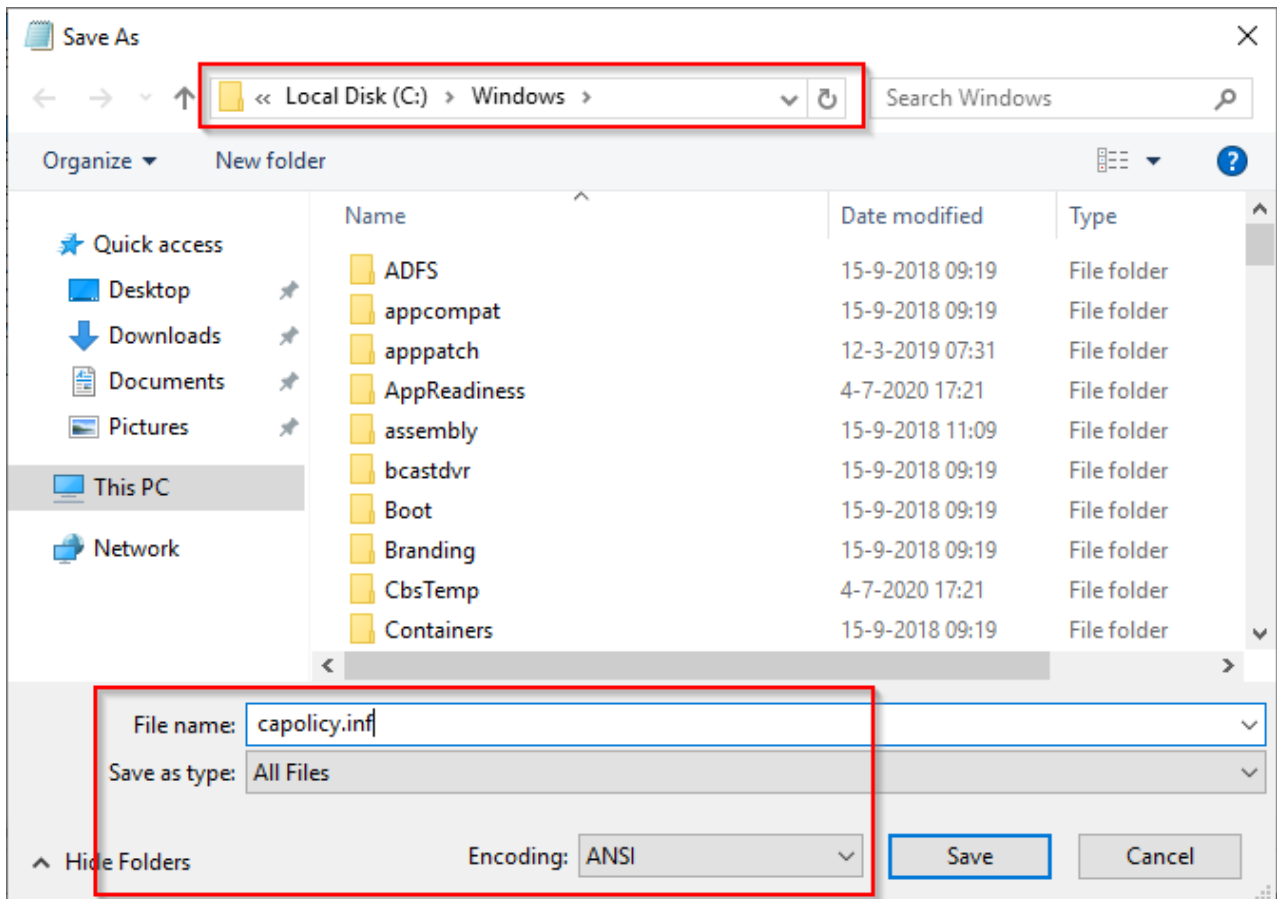 Save As
« Local Disk (C:) > Windows >
Search Windows
Organize
New folder
Name Date modified Type
Quick access
Desktop
Downloads
Documents
Pictures
This PC
Network
ADFS 15-9-2018 09:19 File folder
appcompat 15-9-2018 09:19 File folder
apppatch 12-3-2019 07:31 File folder
AppReadiness 4-7-2020 17:21 File folder
assembly 15-9-2018 11:09 File folder
bcastdvr 15-9-2018 09:19 File folder
Boot 15-9-2018 09:19 File folder
Branding 15-9-2018 09:19 File folder
CbsTemp 4-7-2020 17:21 File folder
Containers 15-9-2018 09:19 File folder
File name: capolicy.inf
Save as type: All Files
Hide Folders
Encoding: ANSI
Save
Cancel